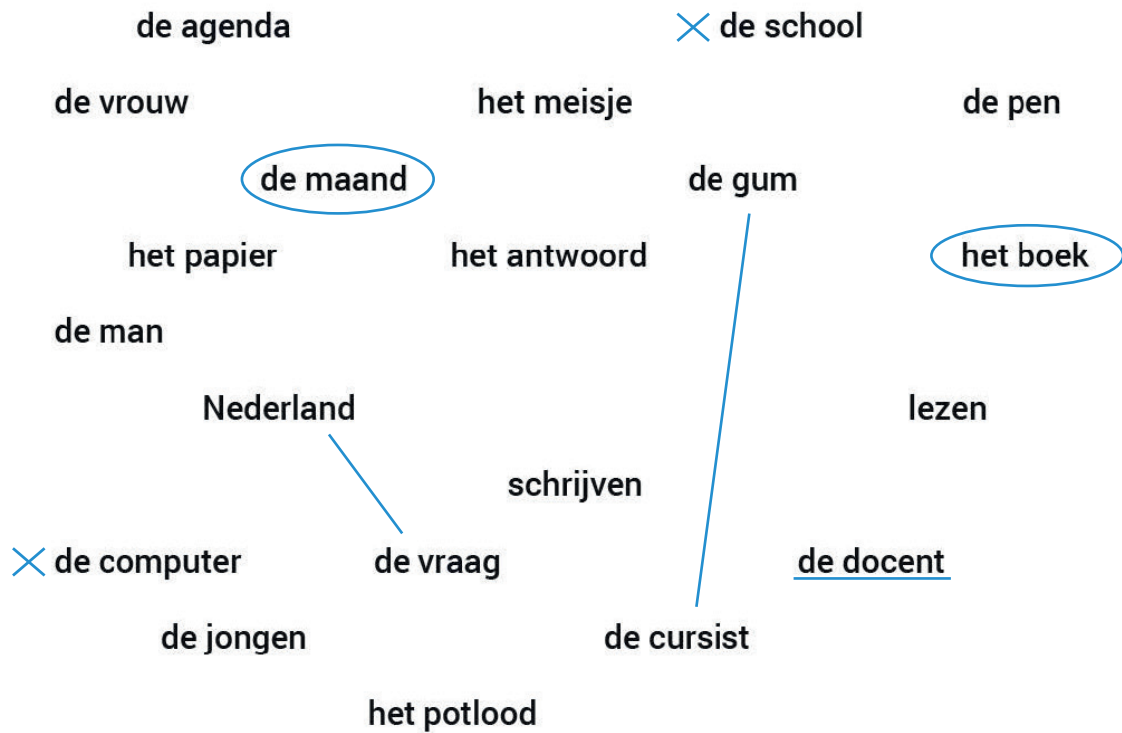 de agenda de school
de vrouw het meisje de pen
de maand de gum
het papier het antwoord het boek
de man
Nederland lezen
schrijven
de computer de vraag de docent
de jongen de cursist
het potlood